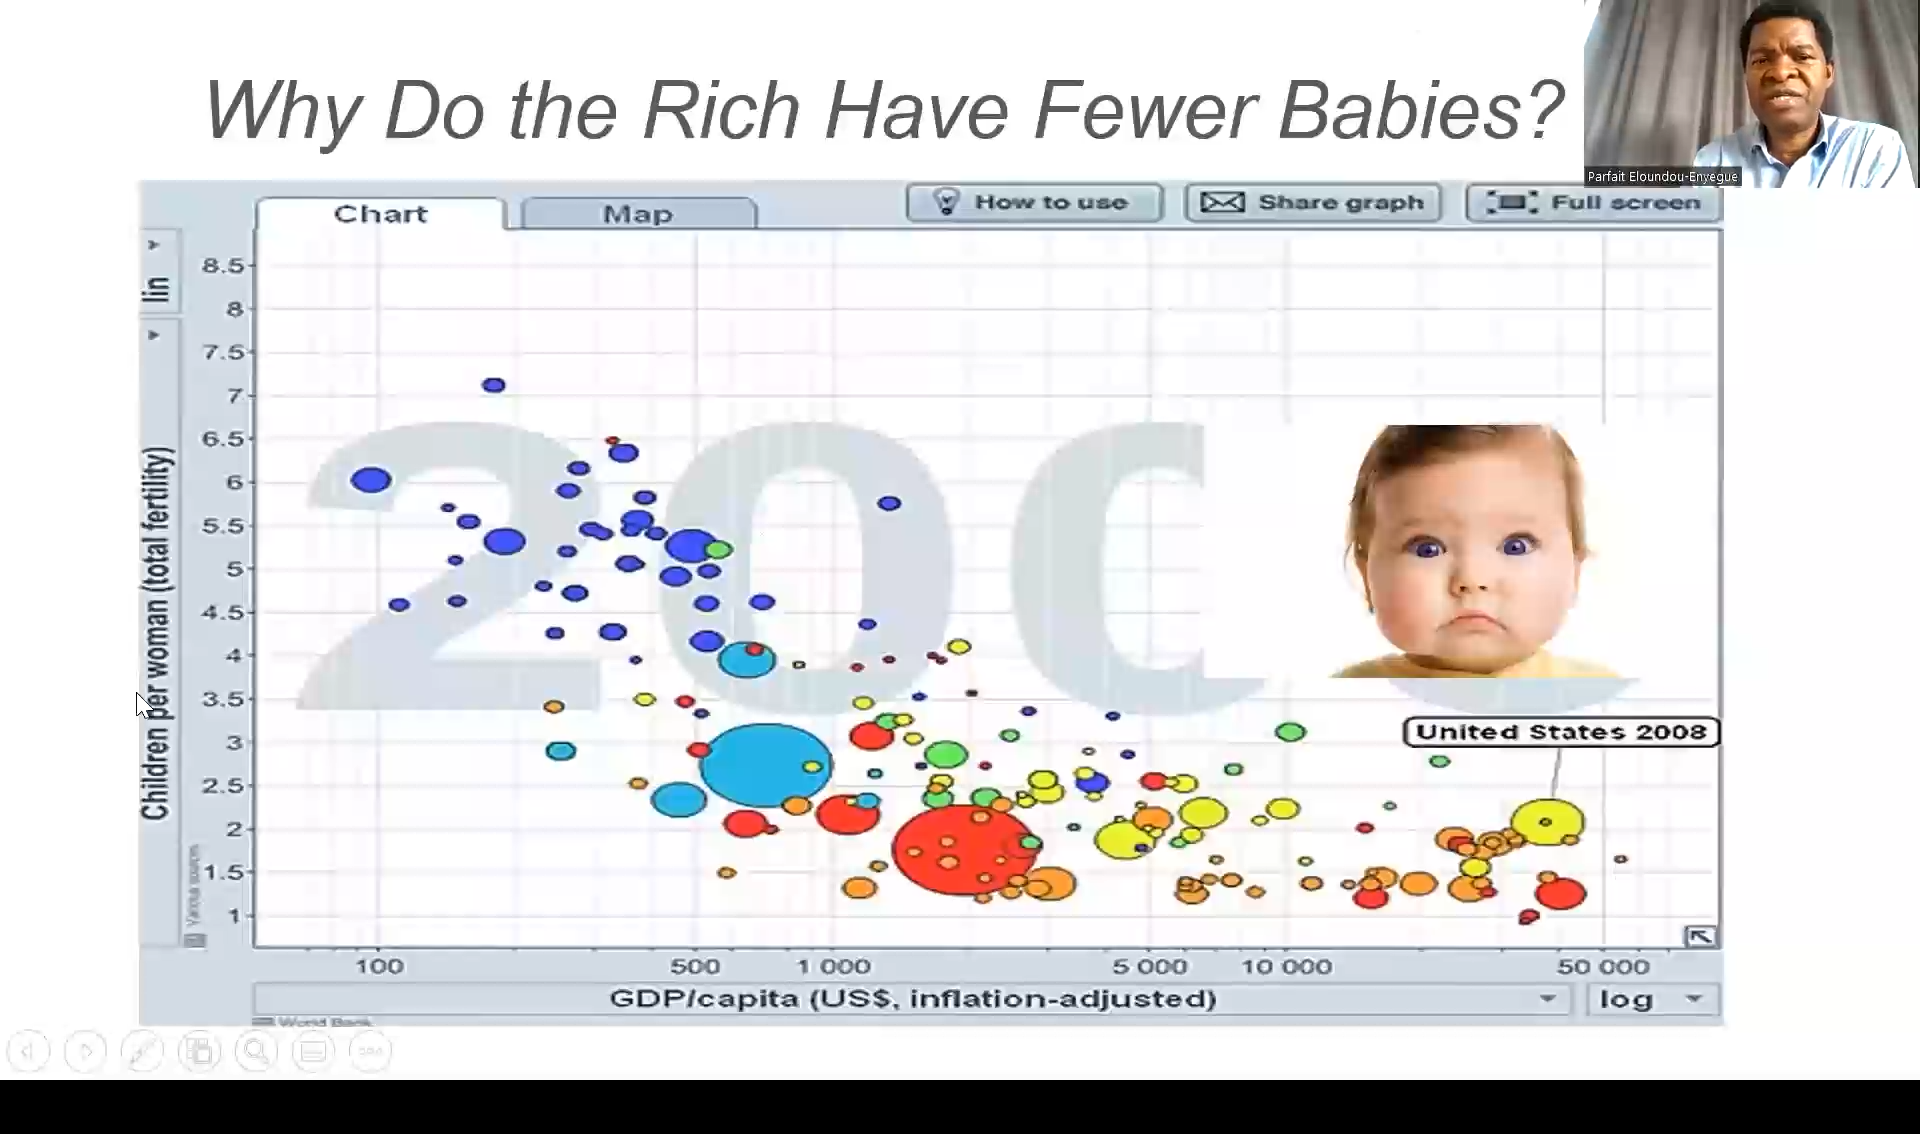 Why Do the Rich Have Fewer Babies?
Parfait Eloundou-Enyegue
Chart
Map
How to use
Share graph
Full screen
lin
Children per woman (total fertility)
8.5
8
7.5
7
6.5
6
5.5
5
4.5
4
3.5
3
2.5
2
1.5
1
200
United States 2008
100
500
1 000
5 000
10 000
50 000
GDP/capita (US$, inflation-adjusted)
log
World Bank